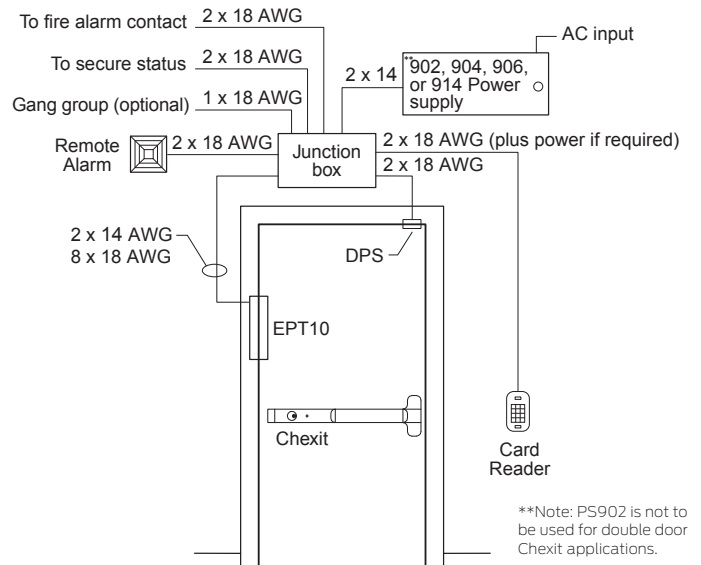 To fire alarm contact
2 x 18 AWG
AC input
To secure status
2 x 18 AWG
2 x 14
**902, 904, 906,
or 914 Power
supply
Gang group (optional)
1 x 18 AWG
Remote
Alarm
2 x 18 AWG
Junction
box
2 x 18 AWG (plus power if required)
2 x 18 AWG
2 x 14 AWG
8 x 18 AWG
DPS
EPT10
Chexit
Card
Reader
**Note: PS902 is not to
be used for double door
Chexit applications.